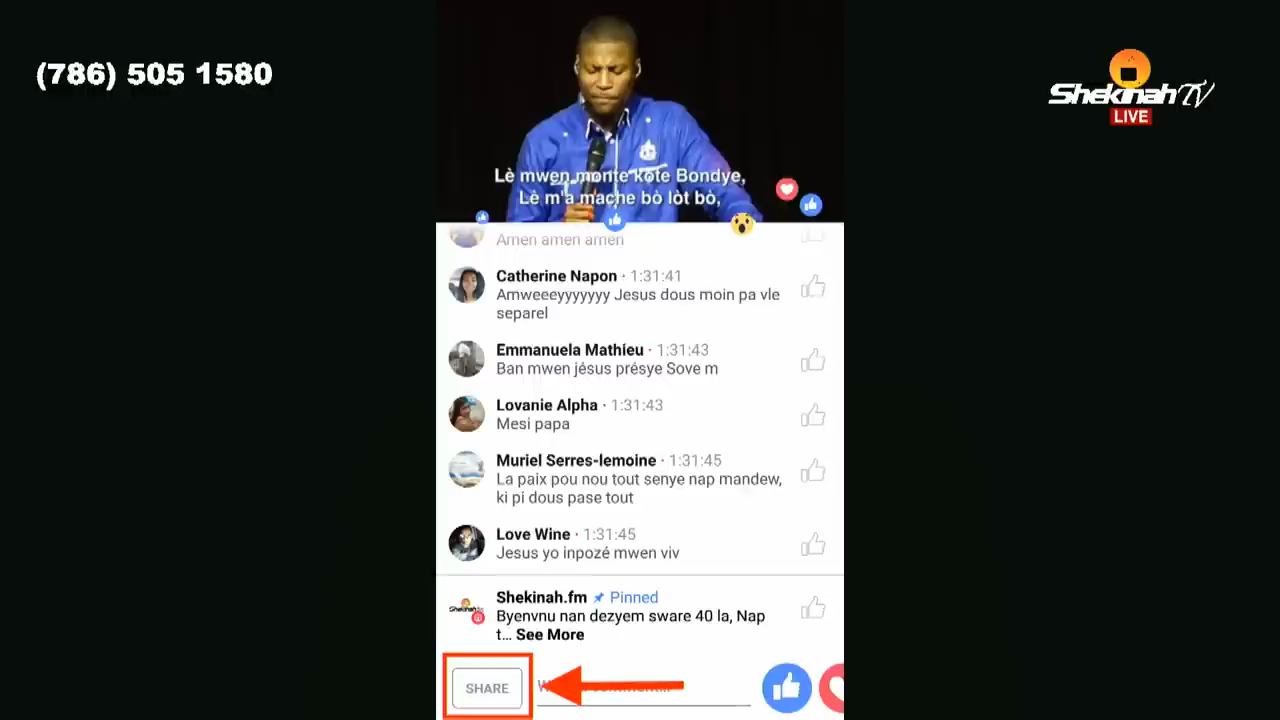 (786) 505 1580
Shekinah TV
LIVE
Lè mwen monte kote Bondye,
Lè m'a mache bò lòt bò,
Amen amen amen
Catherine Napon · 1:31:41
Amweeeyyyyyyy Jesus dous moin pa vle
separel
Emmanuela Mathieu · 1:31:43
Ban mwen jésus présye Sove m
Lovanie Alpha · 1:31:43
Mesi papa
Muriel Serres-lemoine · 1:31:45
La paix pou nou tout senye nap mandew,
ki pi dous pase tout
Love Wine · 1:31:45
Jesus yo inpozé mwen viv
Shekinah.fm Pinned
Byenvnu nan dezyem sware 40 la, Nap
t... See More
SHARE